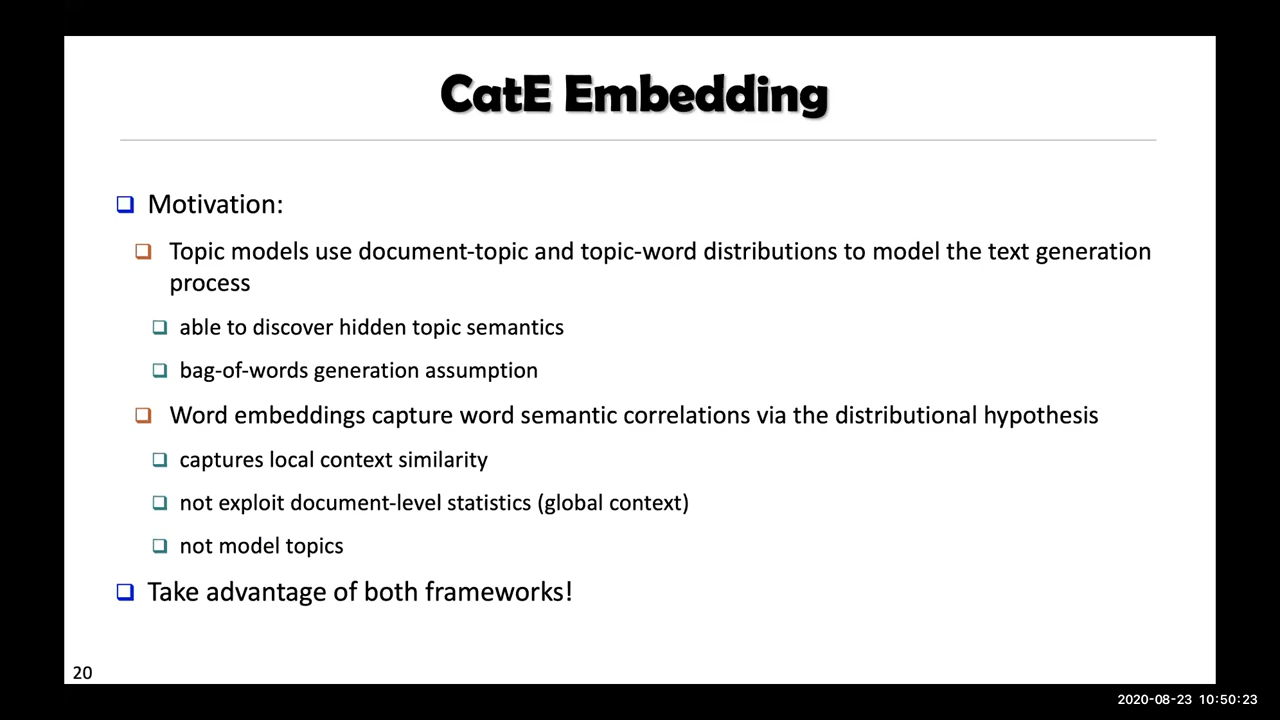 CatE Embedding
Motivation:
Topic models use document-topic and topic-word distributions to model the text generation
process
able to discover hidden topic semantics
bag-of-words generation assumption
Word embeddings capture word semantic correlations via the distributional hypothesis
captures local context similarity
not exploit document-level statistics (global context)
not model topics
Take advantage of both frameworks!
20
2020-08-23 10:50:23